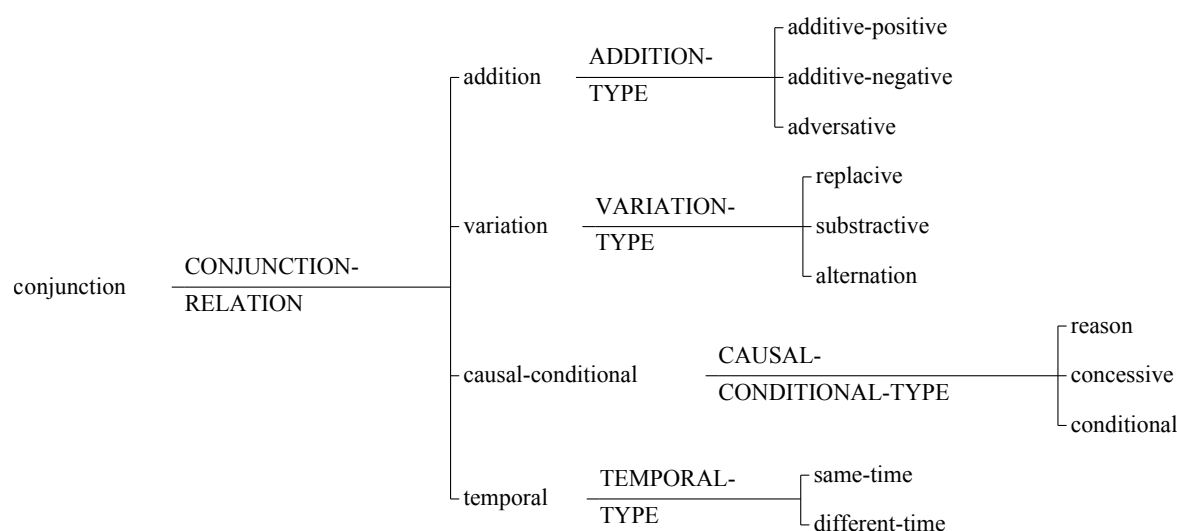 conjunction
CONJUNCTION-
RELATION
addition
ADDITION-
TYPE
additive-positive
additive-negative
adversative
variation
VARIATION-
TYPE
replacive
substractive
alternation
causal-conditional
CAUSAL-
CONDITIONAL-TYPE
reason
concessive
conditional
temporal
TEMPORAL-
TYPE
same-time
different-time